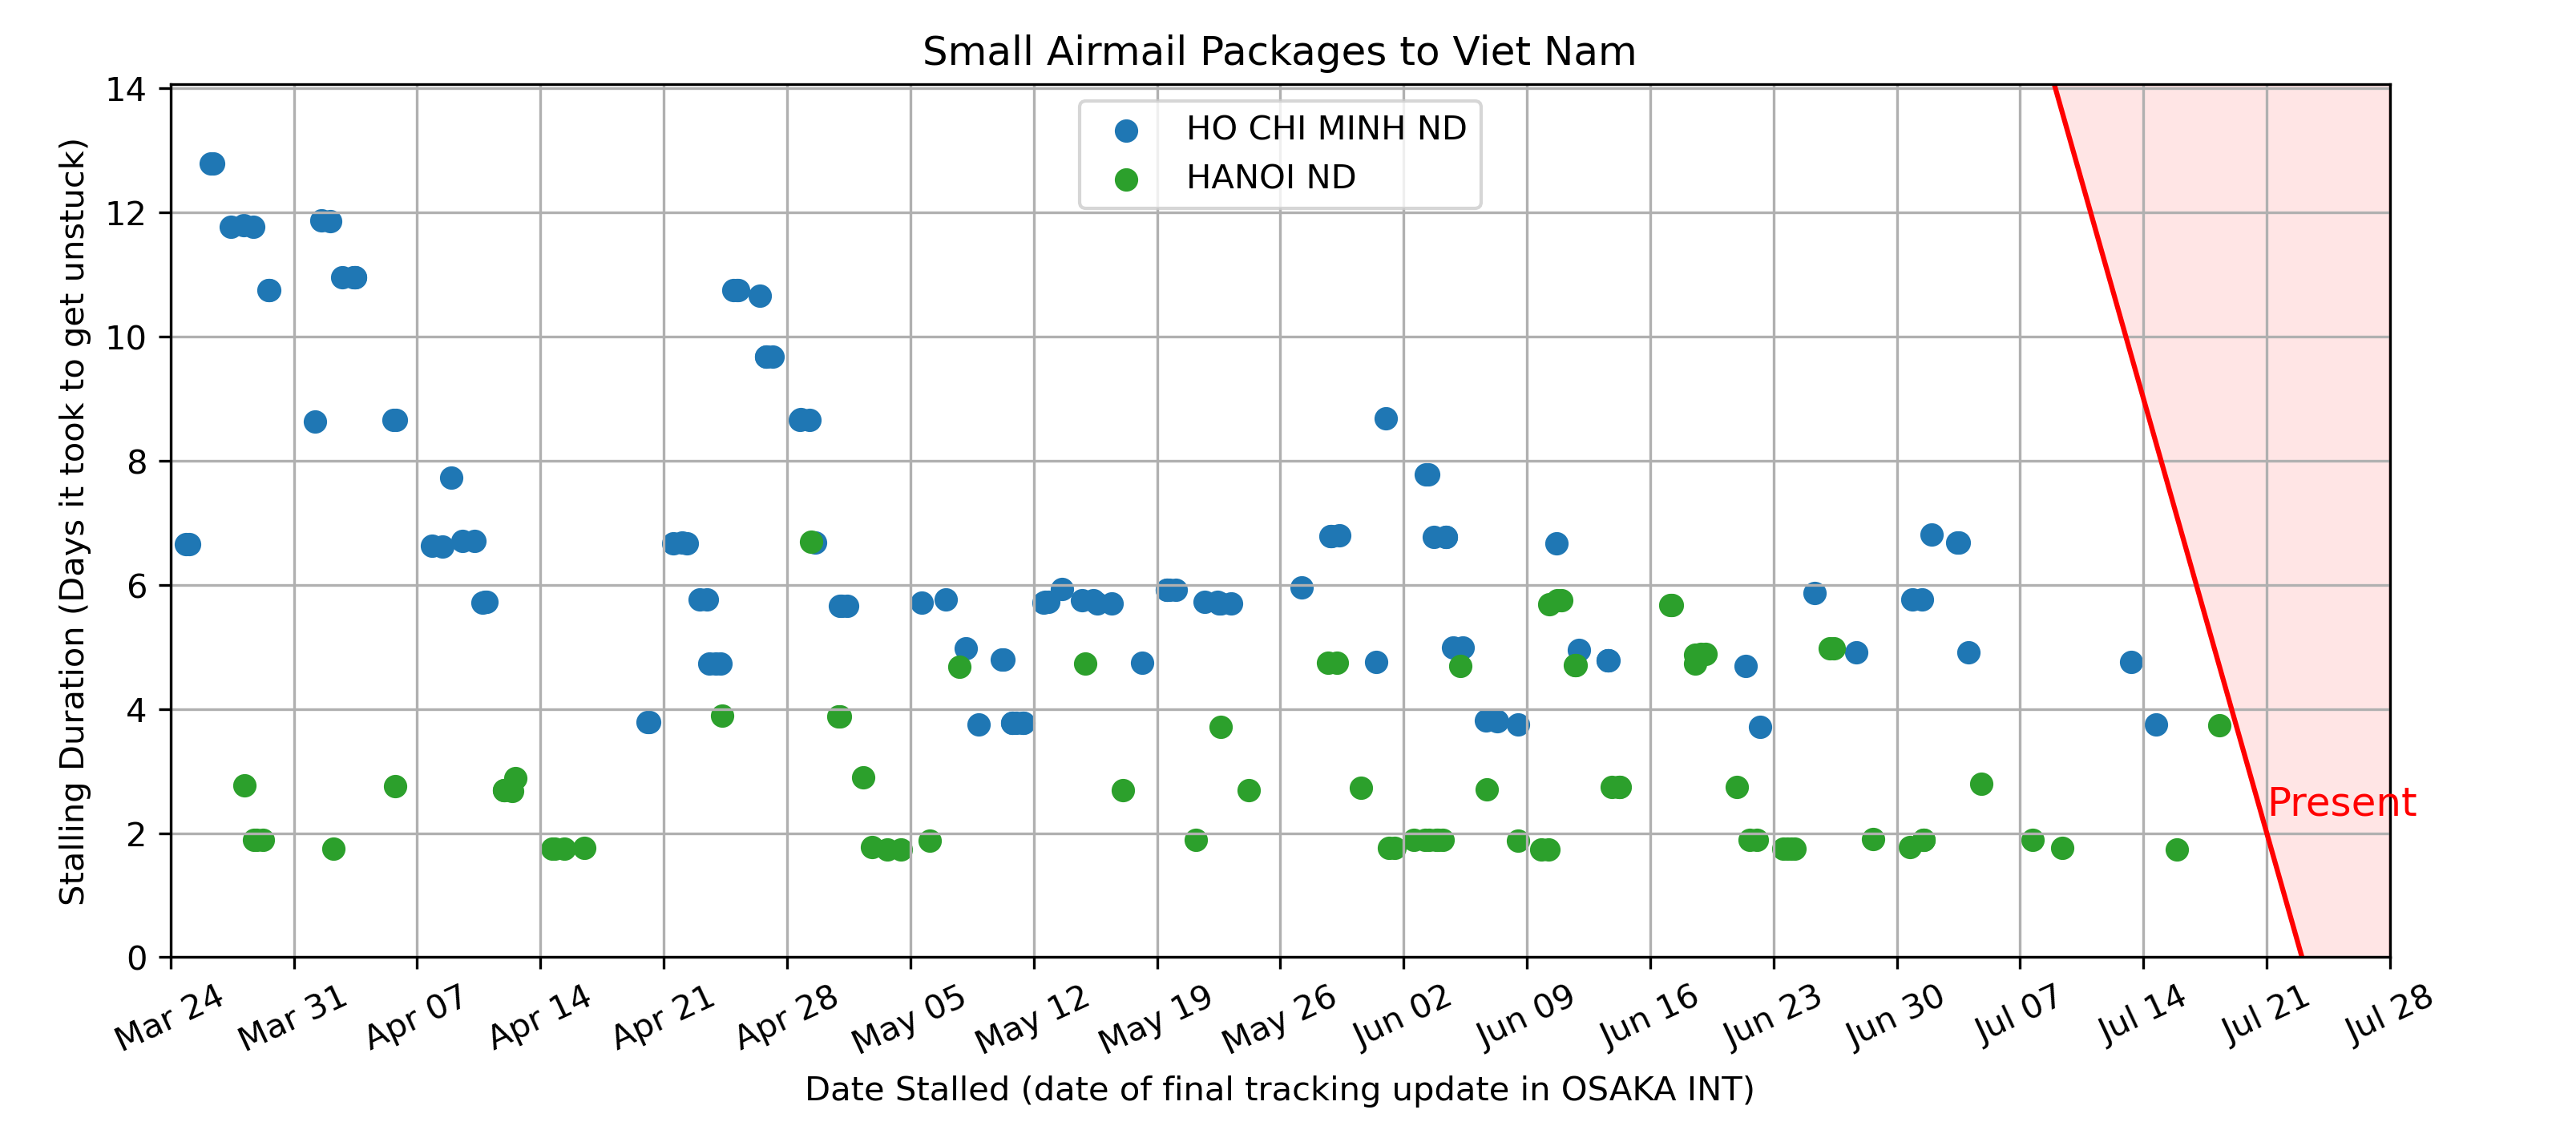 Small Airmail Packages to Viet Nam
Stalling Duration (Days it took to get unstuck)
14
12
10
8
6
4
2
0
HO CHI MINH ND
HANOI ND
Present
Mar 24
Mar 31
Apr 07
Apr 14
Apr 21
Apr 28
May 05
May 12
May 19
May 26
Jun 02
Jun 09
Jun 16
Jun 23
Jun 30
Jul 07
Jul 14
Jul 21
Jul 28
Date Stalled (date of final tracking update in OSAKA INT)